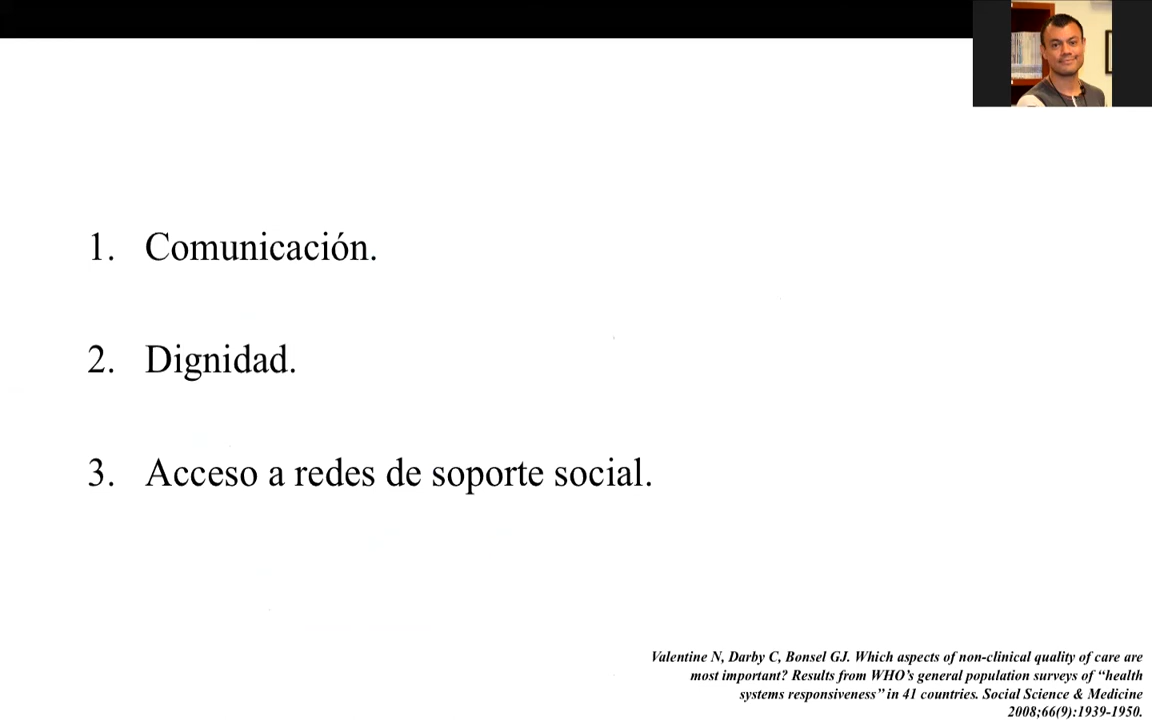 1. Comunicación.
2. Dignidad.
3. Acceso a redes de soporte social.
Valentine N, Darby C, Bonsel GJ. Which aspects of non-clinical quality of care are
most important? Results from WHO’s general population surveys of “health
systems responsiveness” in 41 countries. Social Science & Medicine
2008;66(9):1939-1950.